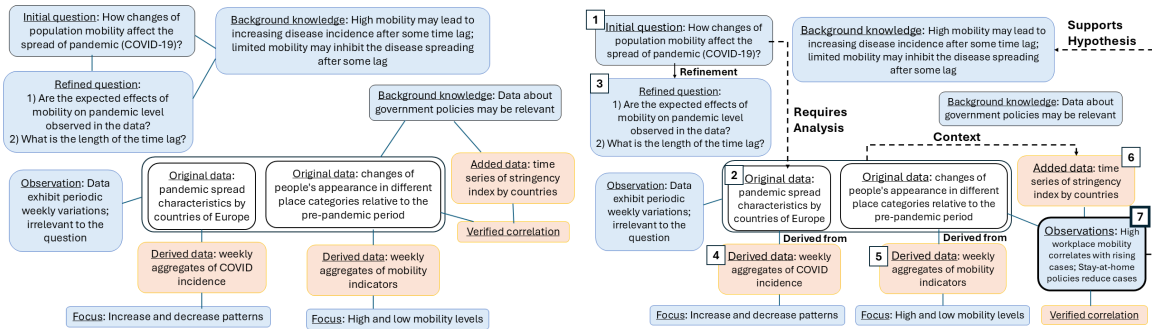 Initial question: How changes of
population mobility affect the
spread of pandemic (COVID-19)?
Background knowledge: High mobility may lead to
increasing disease incidence after some time lag;
limited mobility may inhibit the disease spreading
after some lag
Refined question:
1) Are the expected effects of
mobility on pandemic level
observed in the data?
2) What is the length of the time lag?
Background knowledge: Data about
government policies may be relevant
Observation: Data
exhibit periodic
weekly variations;
irrelevant to the
question
Original data:
pandemic spread
characteristics by
countries of Europe
Original data: changes of
people's appearance in different
place categories relative to the
pre-pandemic period
Added data: time
series of stringency
index by countries
Verified correlation
Derived data: weekly
aggregates of COVID
incidence
Derived data: weekly
aggregates of mobility
indicators
Focus: Increase and decrease patterns
Focus: High and low mobility levels
1
Initial question: How changes of
population mobility affect the
spread of pandemic (COVID-19)?
Refinement
3
Refined question:
1) Are the expected effects of
mobility on pandemic level
observed in the data?
2) What is the length of the time lag?
Requires
Analysis
Background knowledge: High mobility may lead to
increasing disease incidence after some time lag;
limited mobility may inhibit the disease spreading
after some lag
Supports
Hypothesis
Background knowledge: Data about
government policies may be relevant
Context
Observation: Data
exhibit periodic
weekly variations;
irrelevant to the
question
2
Original data:
pandemic spread
characteristics by
countries of Europe
Original data: changes of
people's appearance in different
place categories relative to the
pre-pandemic period
6
Added data: time
series of stringency
index by countries
7
Observations: High
workplace mobility
correlates with rising
cases; Stay-at-home
policies reduce cases
Derived from
Derived from
4
Derived data: weekly
aggregates of COVID
incidence
5
Derived data: weekly
aggregates of mobility
indicators
Focus: Increase and decrease patterns
Focus: High and low mobility levels
Verified correlation